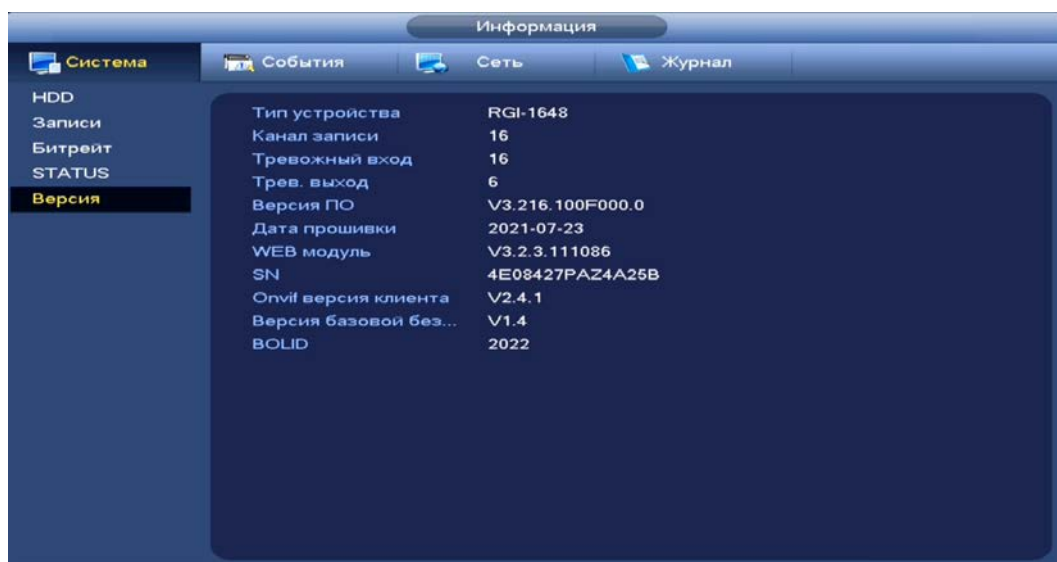 Информация
Система События Сеть Журнал
HDD
Записи
Битрейт
STATUS
Версия
Тип устройства RGI-1648
Канал записи 16
Тревожный вход 16
Трев. выход 6
Версия ПО V3.216.100F000.0
Дата прошивки 2021-07-23
WEB модуль V3.2.3.111086
SN 4E08427PAZ4A25B
Onvif версия клиента V2.4.1
Версия базовой без... V1.4
BOLID 2022